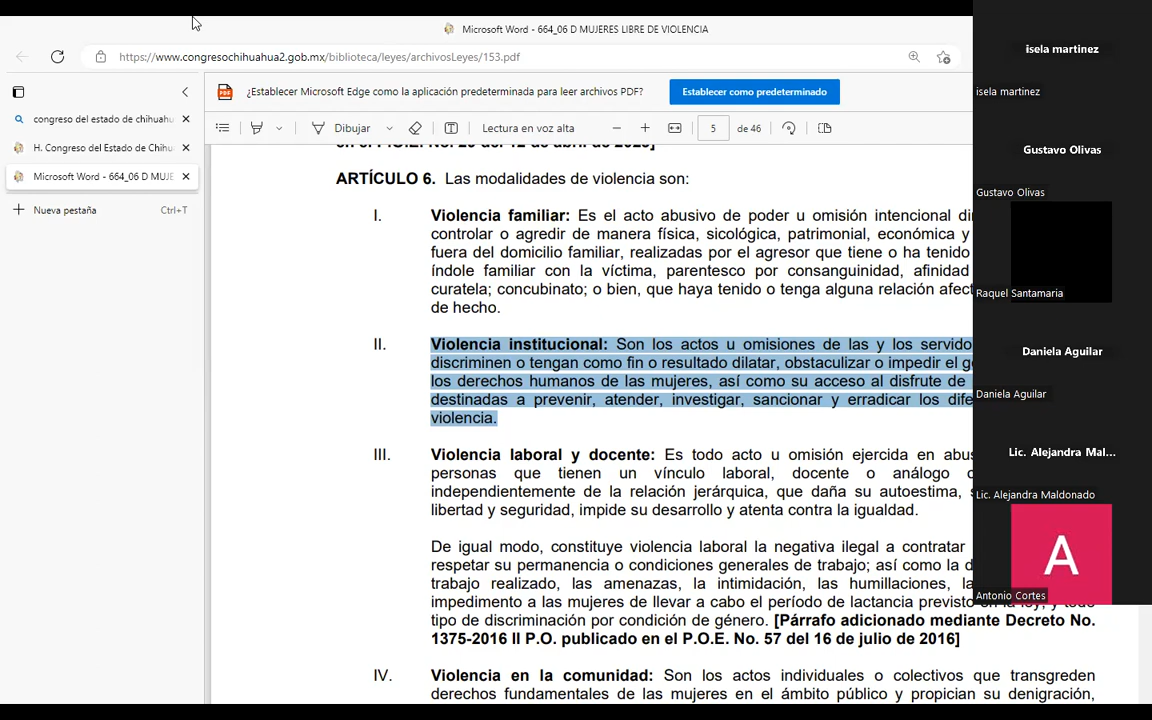 Microsoft Word - 664_06 D MUJERES LIBRE DE VIOLENCIA
https://www.congresochihuahua2.gob.mx/biblioteca/leyes/archivosLeyes/153.pdf
¿Establecer Microsoft Edge como la aplicación predeterminada para leer archivos PDF?
Establecer como predeterminado
congreso del estado de chihuahu
H. Congreso del Estado de Chihu
Microsoft Word - 664_06 D MUJE
Nueva pestaña Ctrl+T
Dibujar
Lectura en voz alta
5 de 46
ARTÍCULO 6. Las modalidades de violencia son:
I. Violencia familiar: Es el acto abusivo de poder u omisión intencional di
controlar o agredir de manera física, sicológica, patrimonial, económica y
fuera del domicilio familiar, realizadas por el agresor que tiene o ha tenido
índole familiar con la víctima, parentesco por consanguinidad, afinidad
curatela; concubinato; o bien, que haya tenido o tenga alguna relación afect
de hecho.
II. Violencia institucional: Son los actos u omisiones de las y los servido
discriminen o tengan como fin o resultado dilatar, obstaculizar o impedir el g
los derechos humanos de las mujeres, así como su acceso al disfrute de
destinadas a prevenir, atender, investigar, sancionar y erradicar los dife
violencia.
III. Violencia laboral y docente: Es todo acto u omisión ejercida en abus
personas que tienen un vínculo laboral, docente o análogo
independientemente de la relación jerárquica, que daña su autoestima,
libertad y seguridad, impide su desarrollo y atenta contra la igualdad.
De igual modo, constituye violencia laboral la negativa ilegal a contratar
respetar su permanencia o condiciones generales de trabajo; así como la d
trabajo realizado, las amenazas, la intimidación, las humillaciones, la
impedimento a las mujeres de llevar a cabo el período de lactancia previsto en la ley, y todo
tipo de discriminación por condición de género. [Párrafo adicionado mediante Decreto No.
1375-2016 II P.O. publicado en el P.O.E. No. 57 del 16 de julio de 2016]
IV. Violencia en la comunidad: Son los actos individuales o colectivos que transgreden
derechos fundamentales de las mujeres en el ámbito público y propician su denigración,
isela martinez
isela martinez
Gustavo Olivas
Gustavo Olivas
Raquel Santamaria
Daniela Aguilar
Daniela Aguilar
Lic. Alejandra Mal...
Lic. Alejandra Maldonado
A
Antonio Cortes